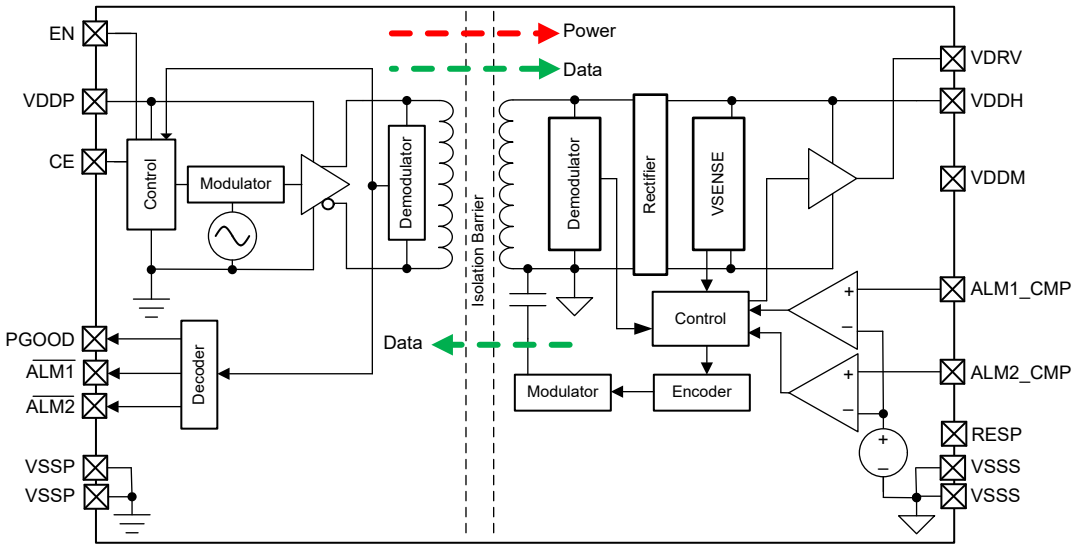 EN
VDDP
CE
PGOOD
ALM1
ALM2
VSSP
VSSP
Control
Modulator
Demodulator
Decoder
Isolation Barrier
Power
Data
Data
Demodulator
Rectifier
VSENSE
Control
Modulator
Encoder
+
−
+
−
+
−
VDRV
VDDH
VDDM
ALM1_CMP
ALM2_CMP
RESP
VSSS
VSSS